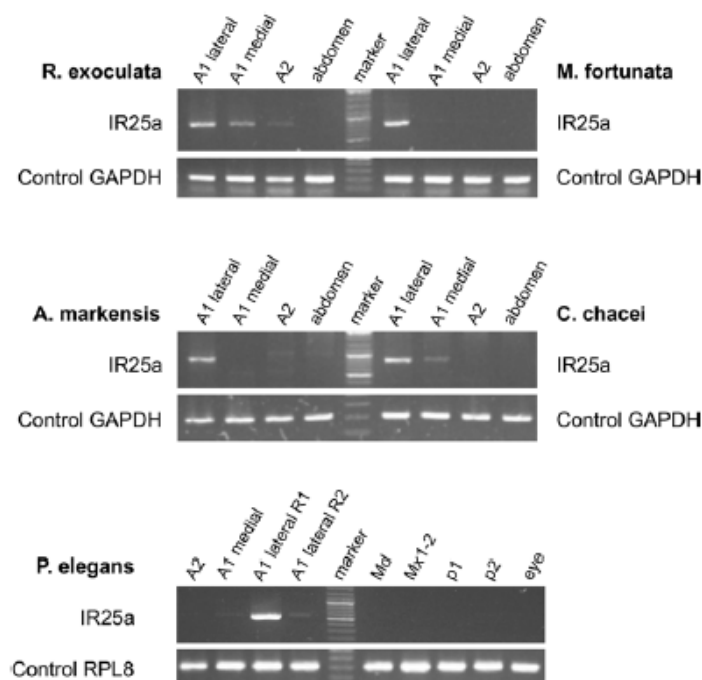 A1 lateral A1 medial A2 abdomen marker A1 lateral A1 medial A2 abdomen
R. exoculata M. fortunata
IR25a IR25a
Control GAPDH Control GAPDH
A1 lateral A1 medial A2 abdomen marker A1 lateral A1 medial A2 abdomen
A. markensis C. chacei
IR25a IR25a
Control GAPDH Control GAPDH
A2 A1 medial A1 lateral R1 A1 lateral R2 marker Md Mx1-2 p1 p2 eye
P. elegans
IR25a
Control RPL8